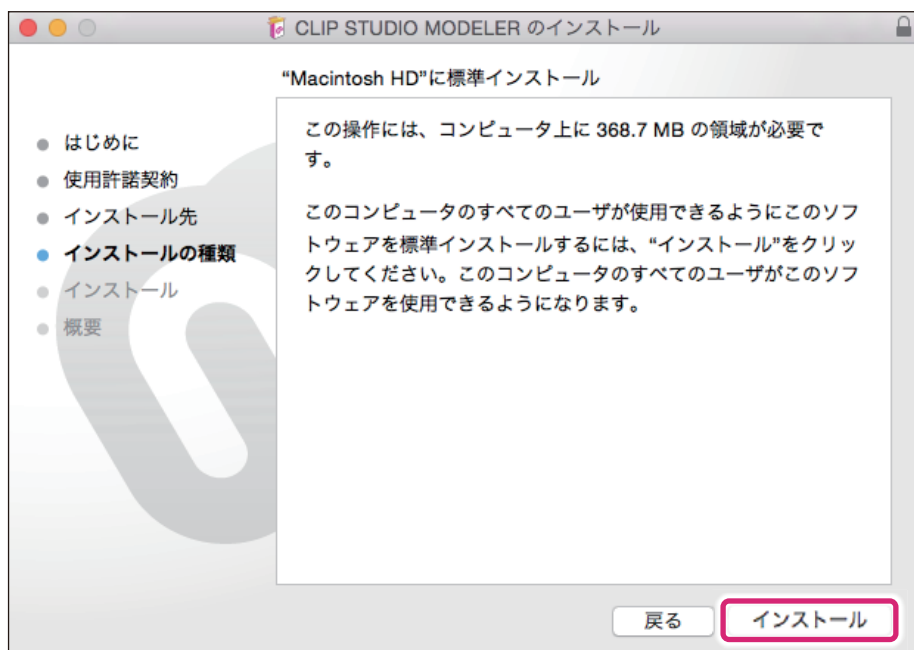 CLIP STUDIO MODELER のインストール
“Macintosh HD”に標準インストール
はじめに
使用許諾契約
インストール先
インストールの種類
インストール
概要
この操作には、コンピュータ上に 368.7 MB の領域が必要で
す。
このコンピュータのすべてのユーザが使用できるようにこのソフ
トウェアを標準インストールするには、“インストール”をクリッ
クしてください。このコンピュータのすべてのユーザがこのソフ
トウェアを使用できるようになります。
戻る
インストール